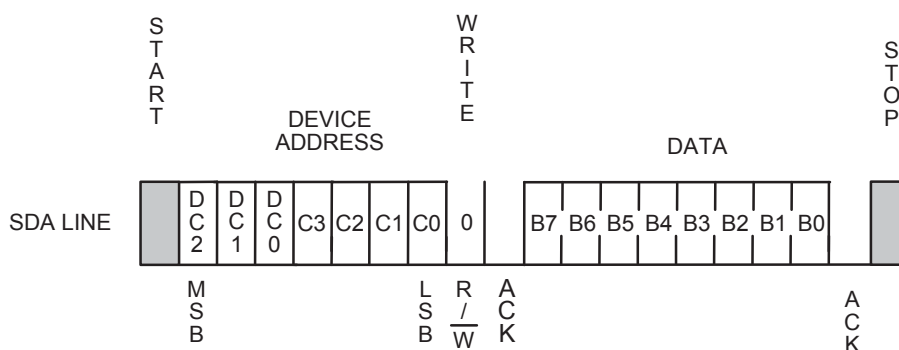 START
WRITE
STOP
DEVICE
ADDRESS
DATA
SDA LINE
DC2 DC1 DC0 C3 C2 C1 C0 0 B7 B6 B5 B4 B3 B2 B1 B0
MSB
LSB
R/W̅
ACK
ACK